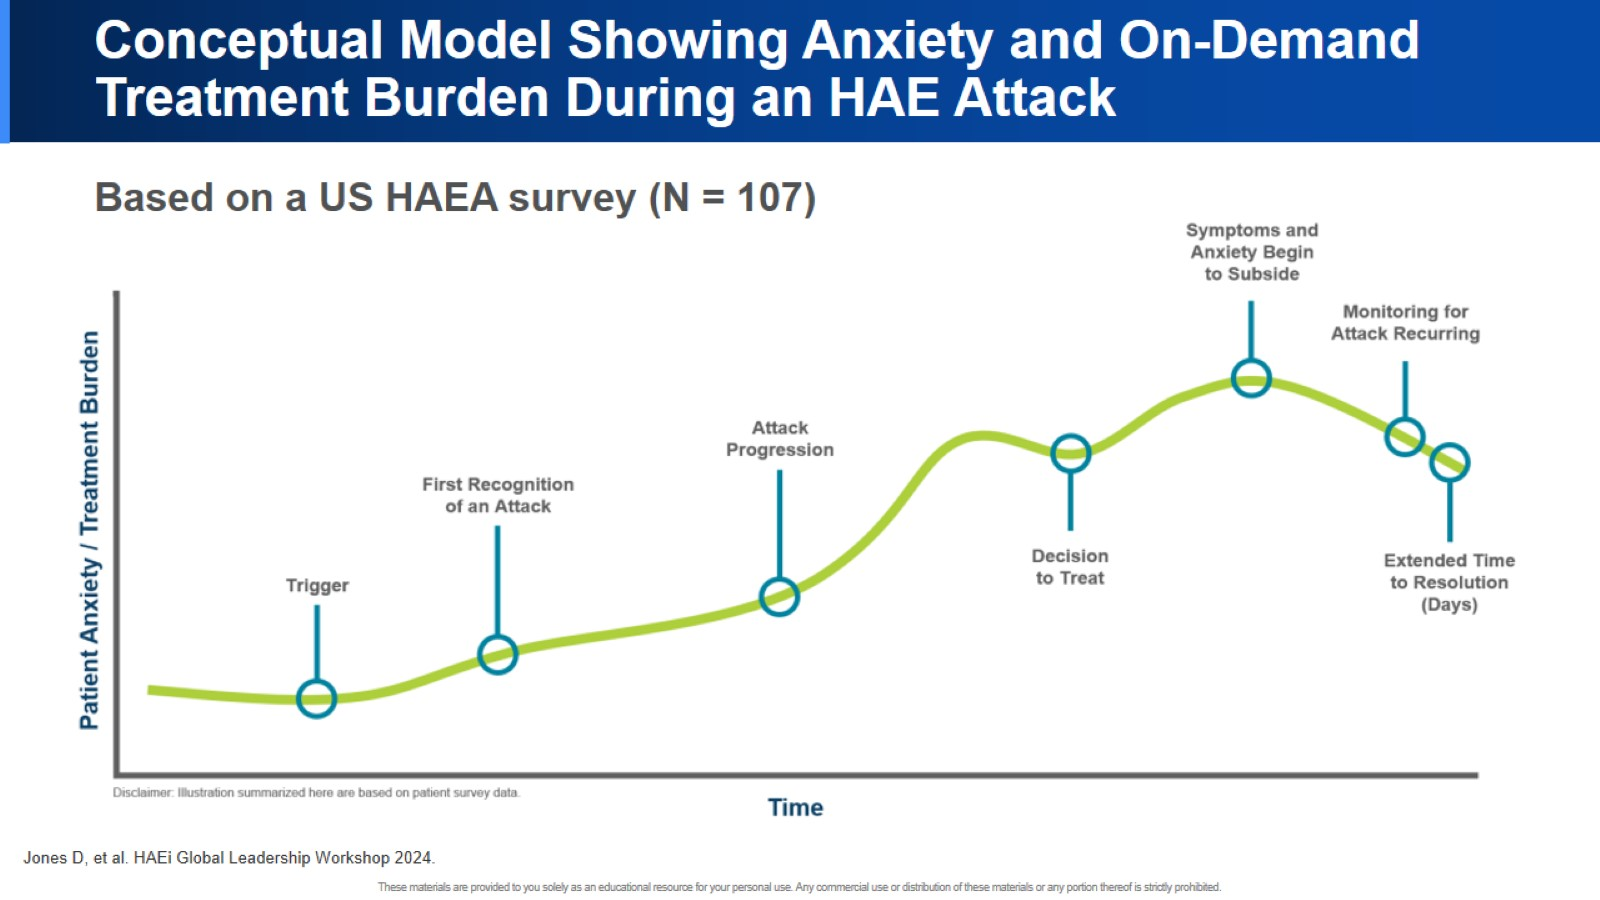 Conceptual Model Showing Anxiety and On-Demand
Treatment Burden During an HAE Attack
Based on a US HAEA survey (N = 107)
Patient Anxiety / Treatment Burden
Trigger
First Recognition
of an Attack
Attack
Progression
Decision
to Treat
Symptoms and
Anxiety Begin
to Subside
Monitoring for
Attack Recurring
Extended Time
to Resolution
(Days)
Disclaimer: Illustration summarized here are based on patient survey data.
Time
Jones D, et al. HAEi Global Leadership Workshop 2024.
These materials are provided to you solely as an educational resource for your personal use. Any commercial use or distribution of these materials or any portion thereof is strictly prohibited.